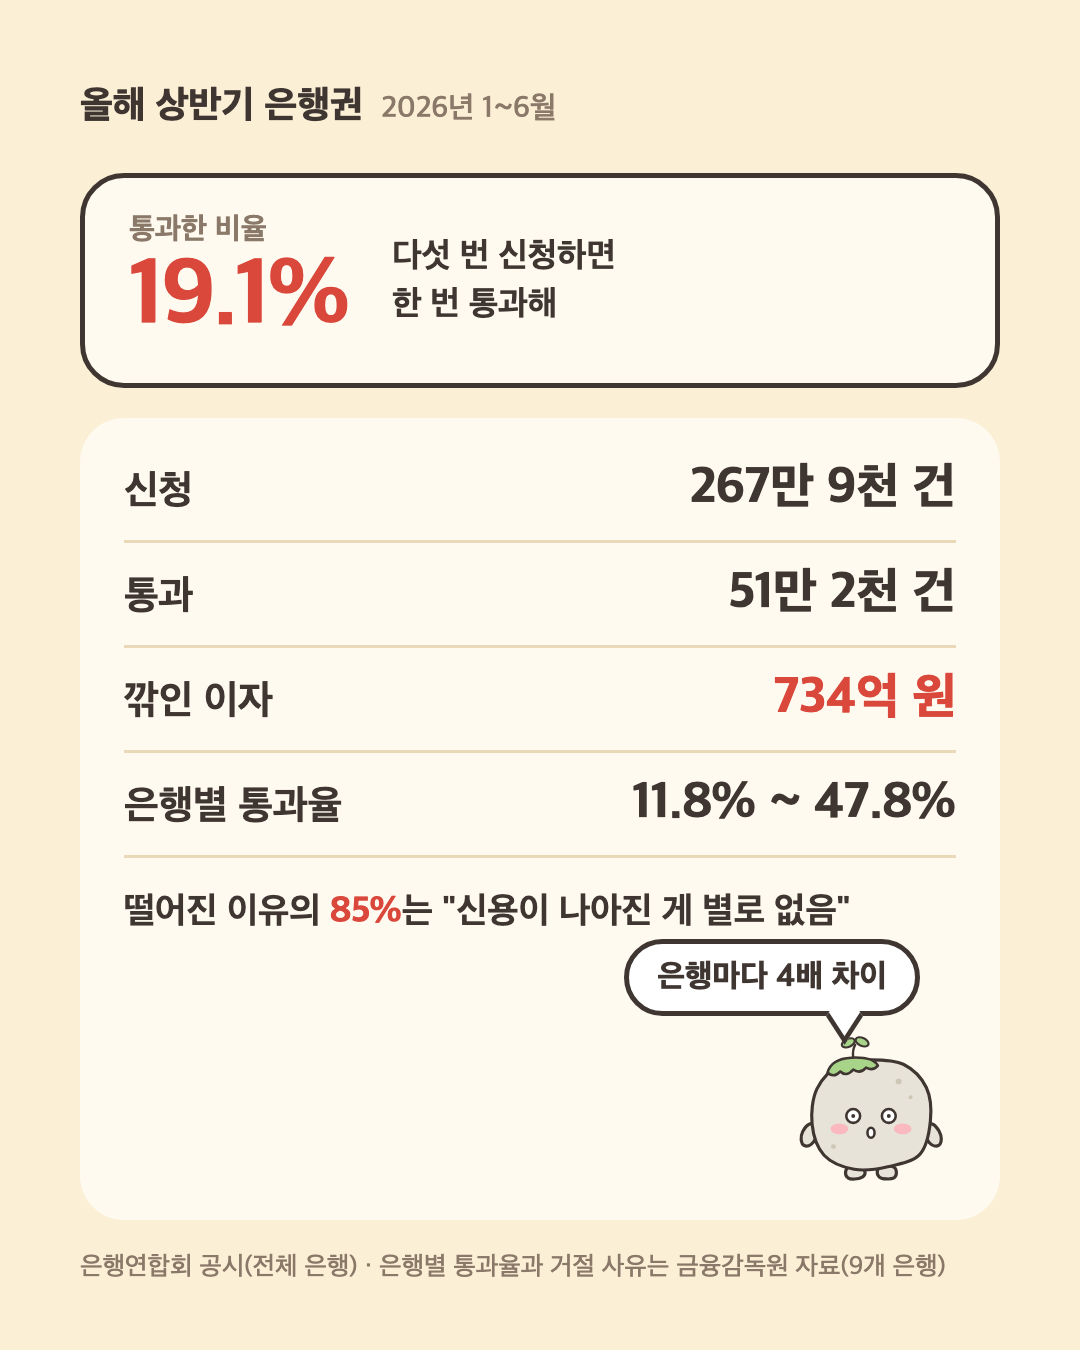 올해 상반기 은행권 2026년 1~6월
통과한 비율
19.1%
다섯 번 신청하면
한 번 통과해
신청 267만 9천 건
통과 51만 2천 건
깎인 이자 734억 원
은행별 통과율 11.8% ~ 47.8%
떨어진 이유의 85%는 "신용이 나아진 게 별로 없음"
은행마다 4배 차이
은행연합회 공시(전체 은행) · 은행별 통과율과 거절 사유는 금융감독원 자료(9개 은행)